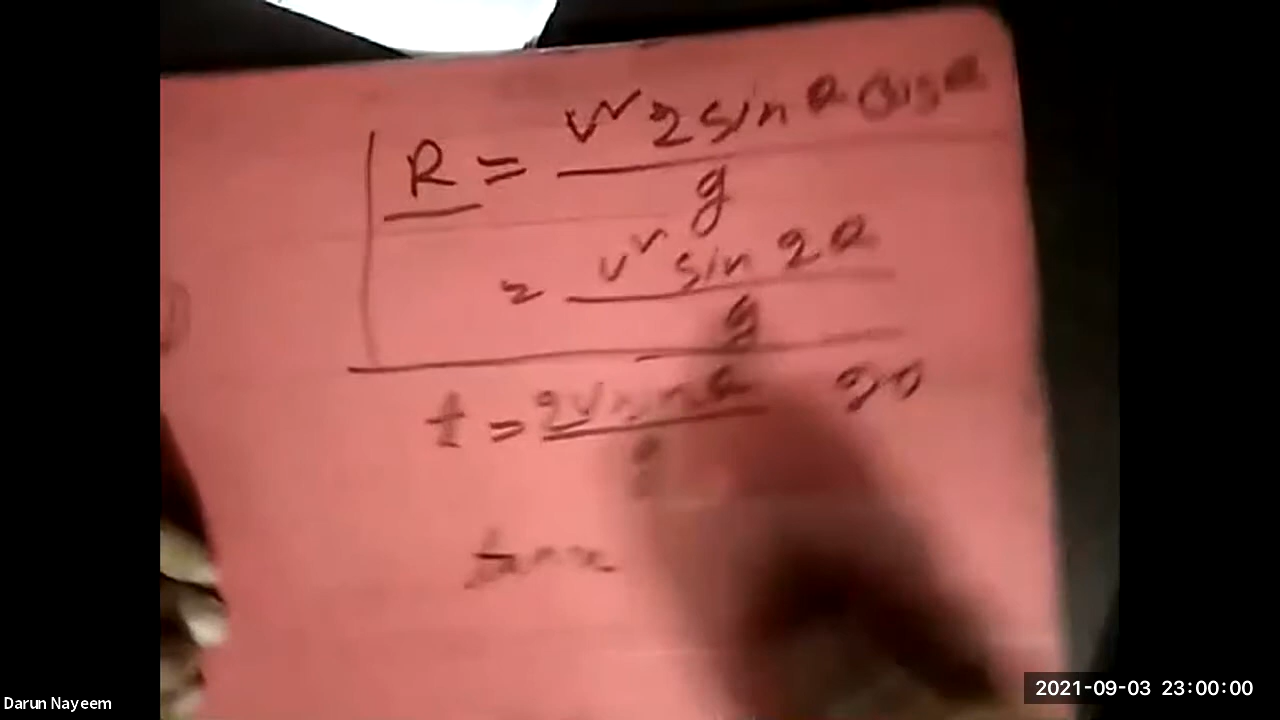 R = v² 2 sin θ cos θ / g
= v² sin 2θ / g
t = 2v sin θ / g
Darun Nayeem
2021-09-03 23:00:00